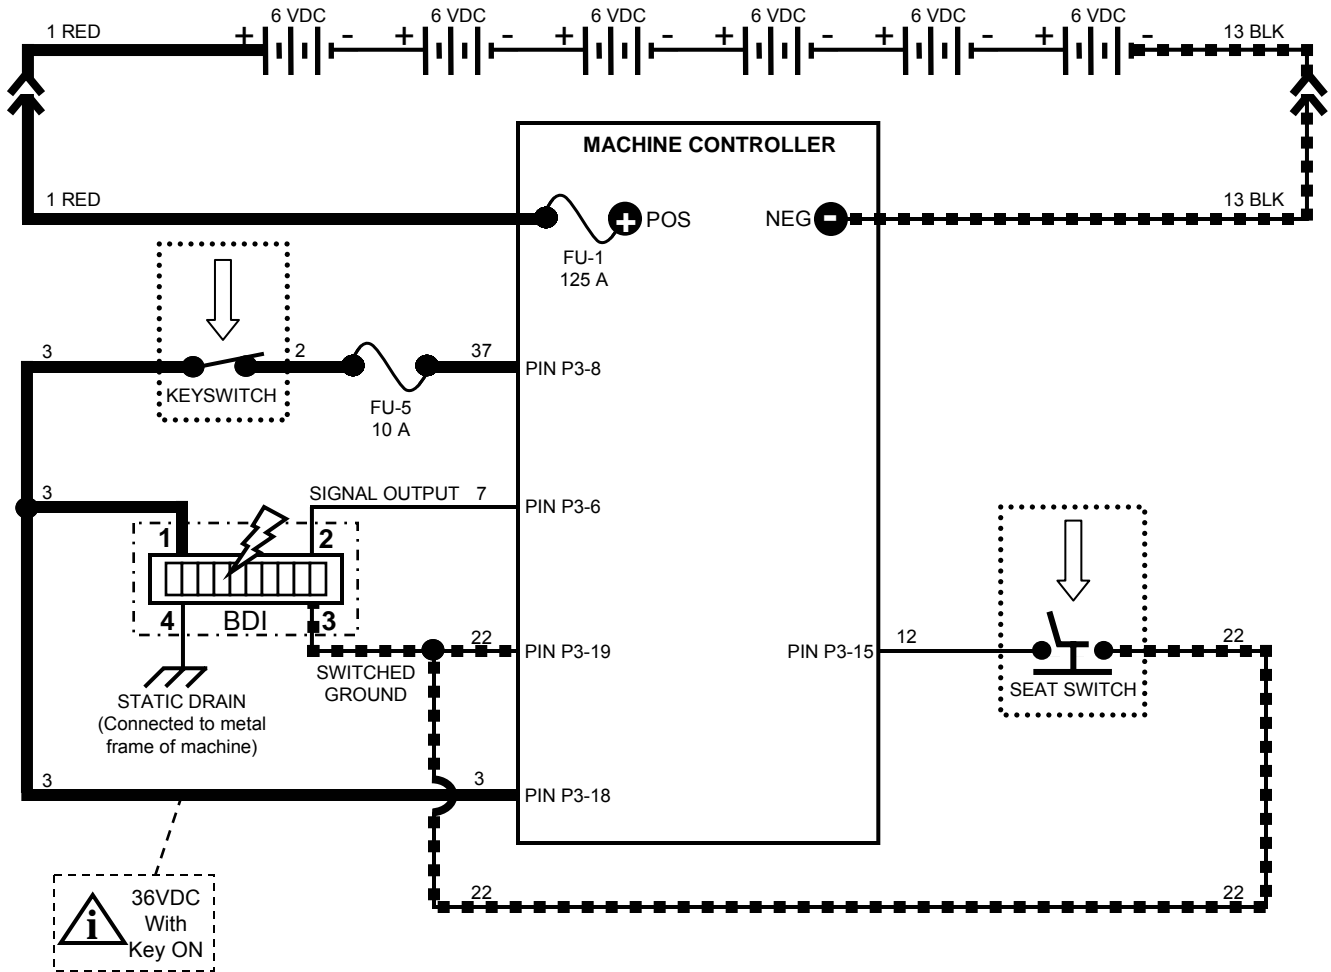 6 VDC 6 VDC 6 VDC 6 VDC 6 VDC 6 VDC
1 RED 13 BLK
+ - + - + - + - + - + -
MACHINE CONTROLLER
1 RED 13 BLK
+ POS NEG -
FU-1
125 A
3 2 37
KEYSWITCH
PIN P3-8
FU-5
10 A
3
SIGNAL OUTPUT 7
PIN P3-6
1 2
4 BDI 3
22
PIN P3-19
SWITCHED
GROUND
PIN P3-15
12 22
SEAT SWITCH
STATIC DRAIN
(Connected to metal
frame of machine)
3 3
PIN P3-18
22 22
i
36VDC
With
Key ON